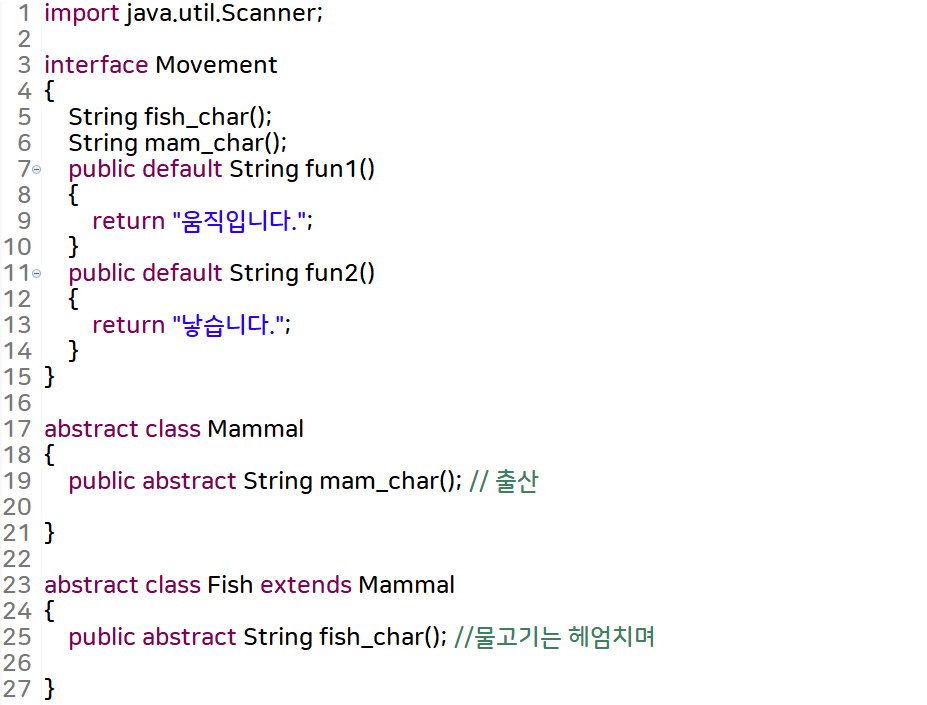 1 import java.util.Scanner;
2
3 interface Movement
4 {
5 String fish_char();
6 String mam_char();
7 public default String fun1()
8 {
9 return "움직입니다.";
10 }
11 public default String fun2()
12 {
13 return "낳습니다.";
14 }
15 }
16
17 abstract class Mammal
18 {
19 public abstract String mam_char(); // 출산
20
21 }
22
23 abstract class Fish extends Mammal
24 {
25 public abstract String fish_char(); //물고기는 헤엄치며
26
27 }